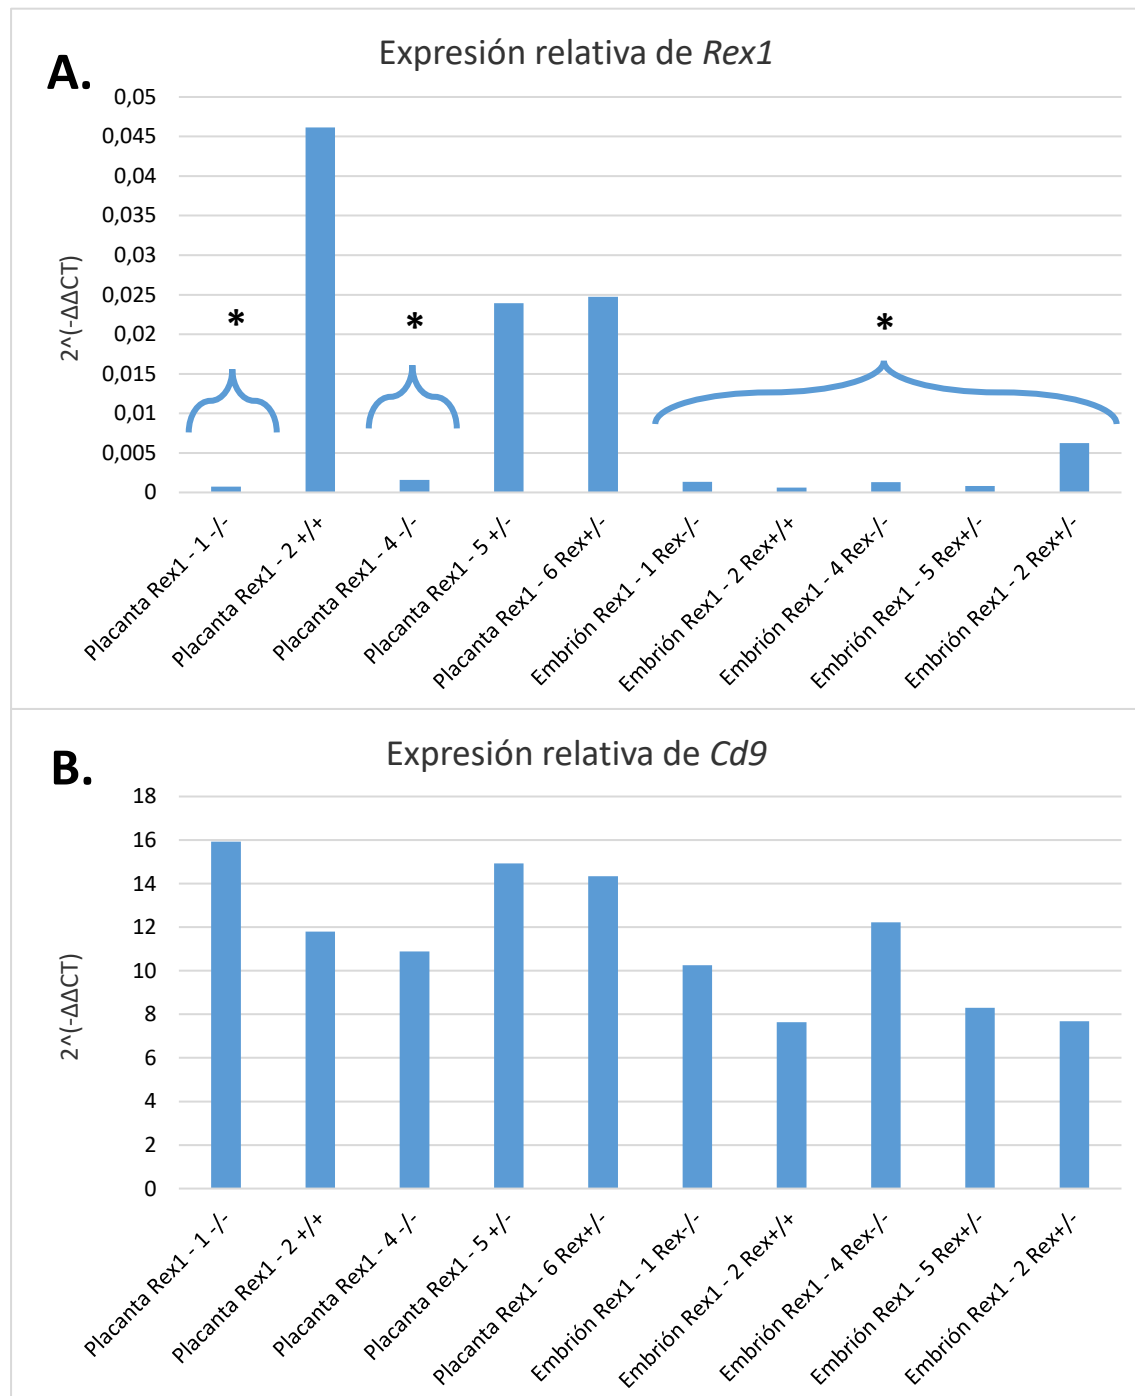 A.
Expresión relativa de Rex1
0,05
0,045
0,04
0,035
0,03
0,025
0,02
0,015
0,01
0,005
0
2^(-ΔΔCT)
*
*
*
Placanta Rex1 - 1 -/-
Placanta Rex1 - 2 +/+
Placanta Rex1 - 4 -/-
Placanta Rex1 - 5 +/-
Placanta Rex1 - 6 Rex+/-
Embrión Rex1 - 1 Rex-/-
Embrión Rex1 - 2 Rex+/+
Embrión Rex1 - 4 Rex-/-
Embrión Rex1 - 5 Rex+/-
Embrión Rex1 - 2 Rex+/-
B.
Expresión relativa de Cd9
18
16
14
12
10
8
6
4
2
0
2^(-ΔΔCT)
Placanta Rex1 - 1 -/-
Placanta Rex1 - 2 +/+
Placanta Rex1 - 4 -/-
Placanta Rex1 - 5 +/-
Placanta Rex1 - 6 Rex+/-
Embrión Rex1 - 1 Rex-/-
Embrión Rex1 - 2 Rex+/+
Embrión Rex1 - 4 Rex-/-
Embrión Rex1 - 5 Rex+/-
Embrión Rex1 - 2 Rex+/-